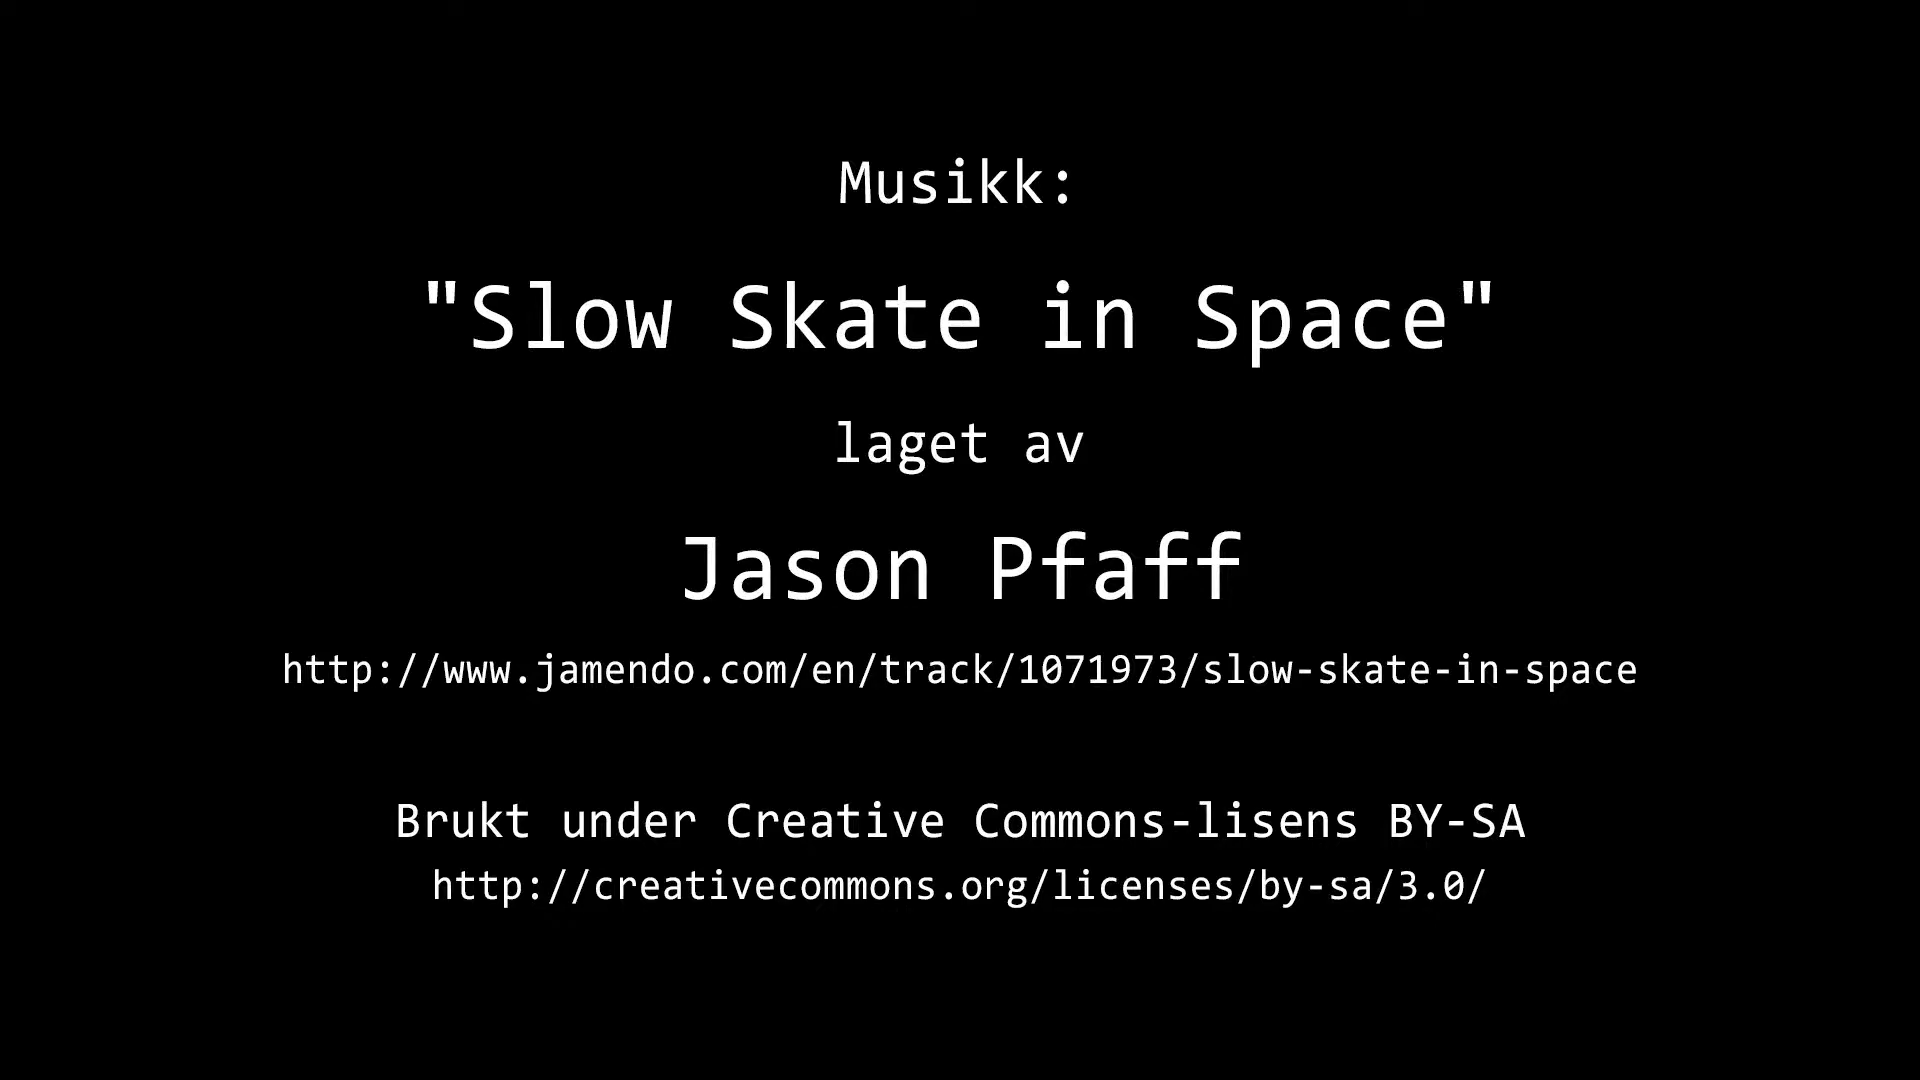 Musikk:
"Slow Skate in Space"
laget av
Jason Pfaff
http://www.jamendo.com/en/track/1071973/slow-skate-in-space
Brukt under Creative Commons-lisens BY-SA
http://creativecommons.org/licenses/by-sa/3.0/